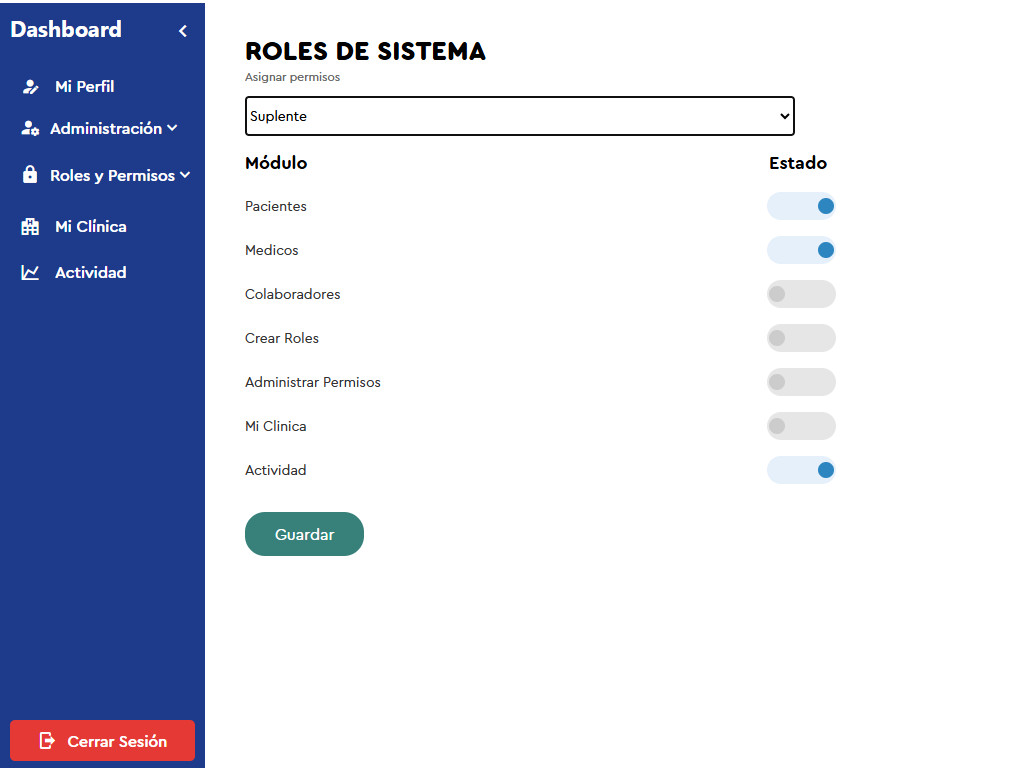 Dashboard
Mi Perfil
Administración
Roles y Permisos
Mi Clínica
Actividad
Cerrar Sesión
ROLES DE SISTEMA
Asignar permisos
Suplente
Módulo Estado
Pacientes
Medicos
Colaboradores
Crear Roles
Administrar Permisos
Mi Clinica
Actividad
Guardar